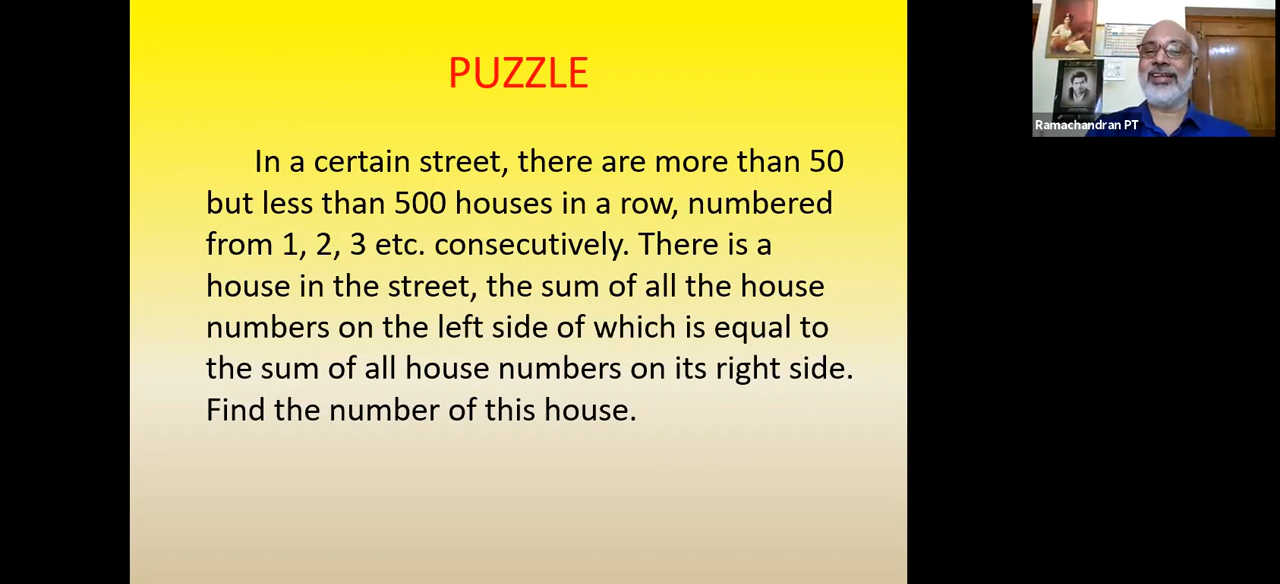 PUZZLE
In a certain street, there are more than 50
but less than 500 houses in a row, numbered
from 1, 2, 3 etc. consecutively. There is a
house in the street, the sum of all the house
numbers on the left side of which is equal to
the sum of all house numbers on its right side.
Find the number of this house.
Ramachandran PT